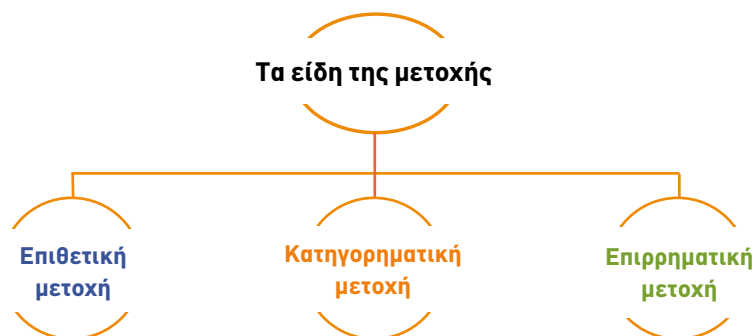 Τα είδη της μετοχής
Επιθετική
μετοχή
Κατηγορηματική
μετοχή
Επιρρηματική
μετοχή